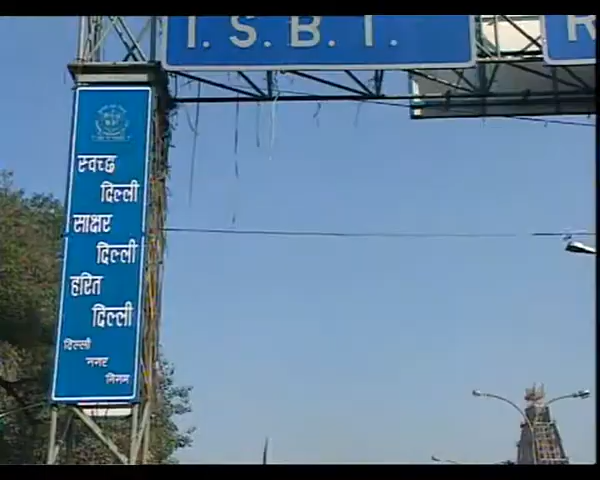 I. S. B. T.
R
स्वच्छ
दिल्ली
साक्षर
दिल्ली
हरित
दिल्ली
दिल्ली
नगर
निगम